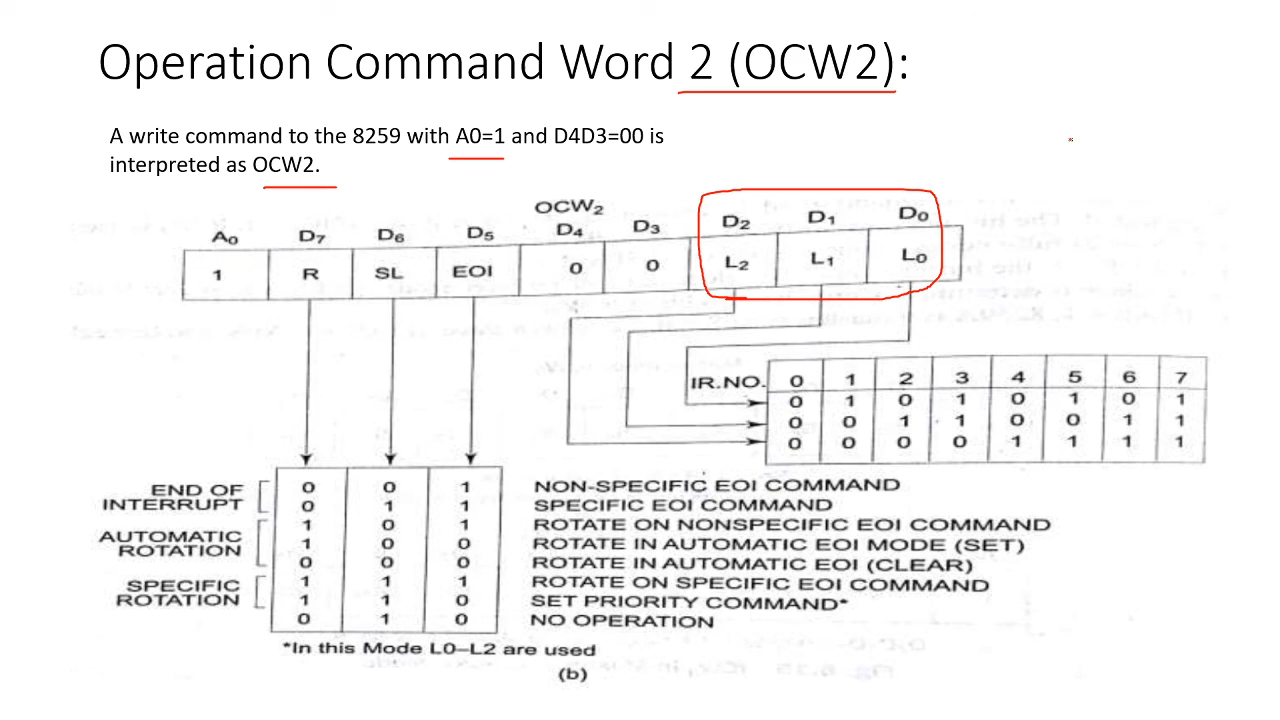 Operation Command Word 2 (OCW2):
A write command to the 8259 with A0=1 and D4D3=00 is
interpreted as OCW2.
OCW2
A0 D7 D6 D5 D4 D3 D2 D1 D0
1 R SL EOI 0 0 L2 L1 L0
IR.NO. 0 1 2 3 4 5 6 7
0 1 0 1 0 1 0 1
0 0 1 1 0 0 1 1
0 0 0 0 1 1 1 1
END OF
INTERRUPT
0 0 1 NON-SPECIFIC EOI COMMAND
0 1 1 SPECIFIC EOI COMMAND
AUTOMATIC
ROTATION
1 0 1 ROTATE ON NONSPECIFIC EOI COMMAND
1 0 0 ROTATE IN AUTOMATIC EOI MODE (SET)
0 0 0 ROTATE IN AUTOMATIC EOI (CLEAR)
SPECIFIC
ROTATION
1 1 1 ROTATE ON SPECIFIC EOI COMMAND
1 1 0 SET PRIORITY COMMAND*
0 1 0 NO OPERATION
*In this Mode L0–L2 are used
(b)